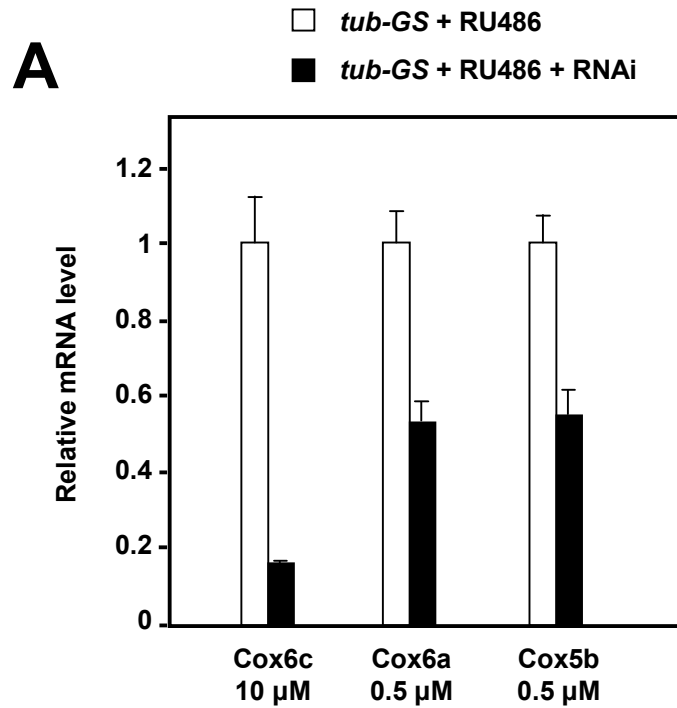 tub-GS + RU486
A
tub-GS + RU486 + RNAi
1.2
1
0.8
0.6
0.4
0.2
0
Relative mRNA level
Cox6c Cox6a Cox5b
10 µM 0.5 µM 0.5 µM